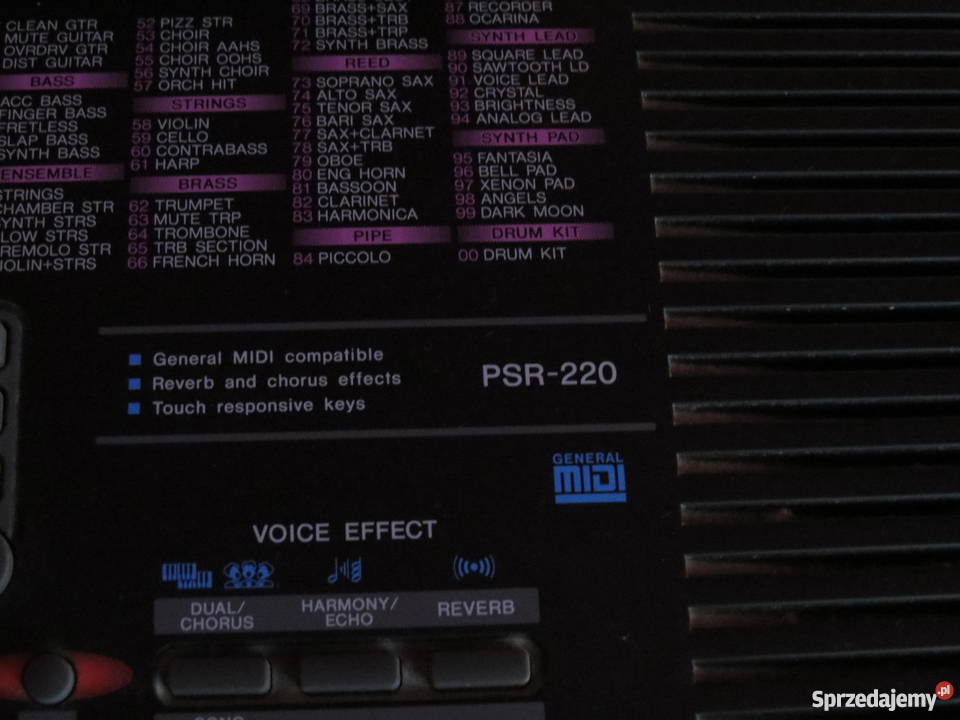 CLEAN GTR
MUTE GUITAR
OVRDRV GTR
DIST GUITAR
BASS
ACC BASS
FINGER BASS
FRETLESS
SLAP BASS
SYNTH BASS
ENSEMBLE
STRINGS
CHAMBER STR
SYNTH STRS
SLOW STRS
TREMOLO STR
VIOLIN+STRS
52 PIZZ STR
53 CHOIR
54 CHOIR AAHS
55 CHOIR OOHS
56 SYNTH CHOIR
57 ORCH HIT
STRINGS
58 VIOLIN
59 CELLO
60 CONTRABASS
61 HARP
BRASS
62 TRUMPET
63 MUTE TRP
64 TROMBONE
65 TRB SECTION
66 FRENCH HORN
69 BRASS+SAX
70 BRASS+TRB
71 BRASS+TRP
72 SYNTH BRASS
REED
73 SOPRANO SAX
74 ALTO SAX
75 TENOR SAX
76 BARI SAX
77 SAX+CLARNET
78 SAX+TRB
79 OBOE
80 ENG HORN
81 BASSOON
82 CLARINET
83 HARMONICA
PIPE
84 PICCOLO
87 RECORDER
88 OCARINA
SYNTH LEAD
89 SQUARE LEAD
90 SAWTOOTH LD
91 VOICE LEAD
92 CRYSTAL
93 BRIGHTNESS
94 ANALOG LEAD
SYNTH PAD
95 FANTASIA
96 BELL PAD
97 XENON PAD
98 ANGELS
99 DARK MOON
DRUM KIT
00 DRUM KIT
General MIDI compatible
Reverb and chorus effects
Touch responsive keys
PSR-220
GENERAL
MIDI
VOICE EFFECT
DUAL/
CHORUS
HARMONY/
ECHO
REVERB
Sprzedajemy.pl